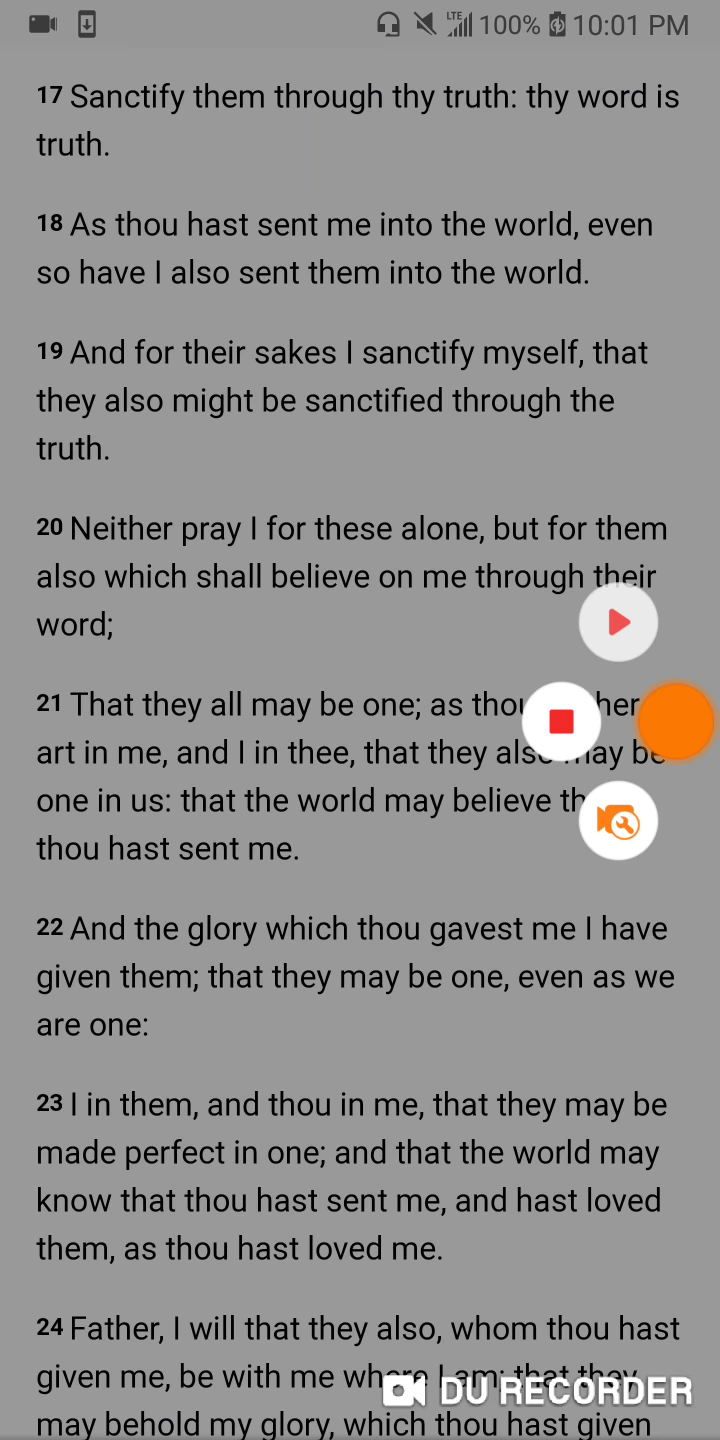 LTE 100% 10:01 PM
17 Sanctify them through thy truth: thy word is
truth.
18 As thou hast sent me into the world, even
so have I also sent them into the world.
19 And for their sakes I sanctify myself, that
they also might be sanctified through the
truth.
20 Neither pray I for these alone, but for them
also which shall believe on me through their
word;
21 That they all may be one; as
art in me, and I in thee, that they also may be
one in us: that the world may believe
thou hast sent me.
22 And the glory which thou gavest me I have
given them; that they may be one, even as we
are one:
23 I in them, and thou in me, that they may be
made perfect in one; and that the world may
know that thou hast sent me, and hast loved
them, as thou hast loved me.
24 Father, I will that they also, whom thou hast
given me, be with me where I am; that they
DU RECORDER
may behold my glory, which thou hast given